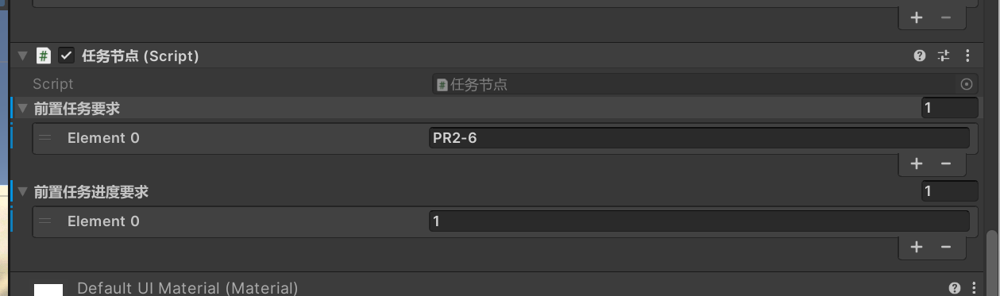 任务节点 (Script)
Script
任务节点
前置任务要求
1
Element 0
PR2-6
前置任务进度要求
1
Element 0
1
Default UI Material (Material)